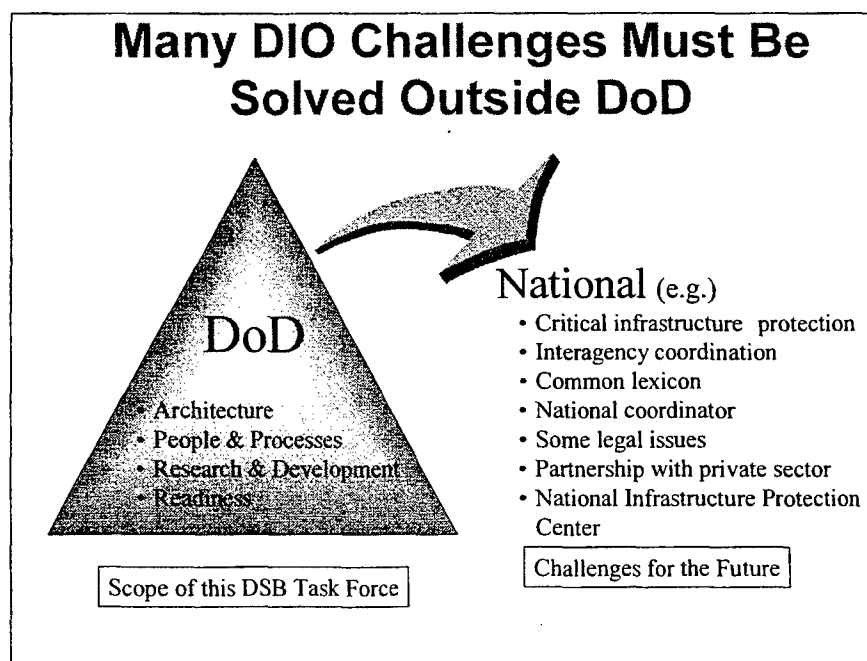 Many DIO Challenges Must Be
Solved Outside DoD
DoD
• Architecture
• People & Processes
• Research & Development
• Readiness
Scope of this DSB Task Force
National (e.g.)
• Critical infrastructure protection
• Interagency coordination
• Common lexicon
• National coordinator
• Some legal issues
• Partnership with private sector
• National Infrastructure Protection
Center
Challenges for the Future